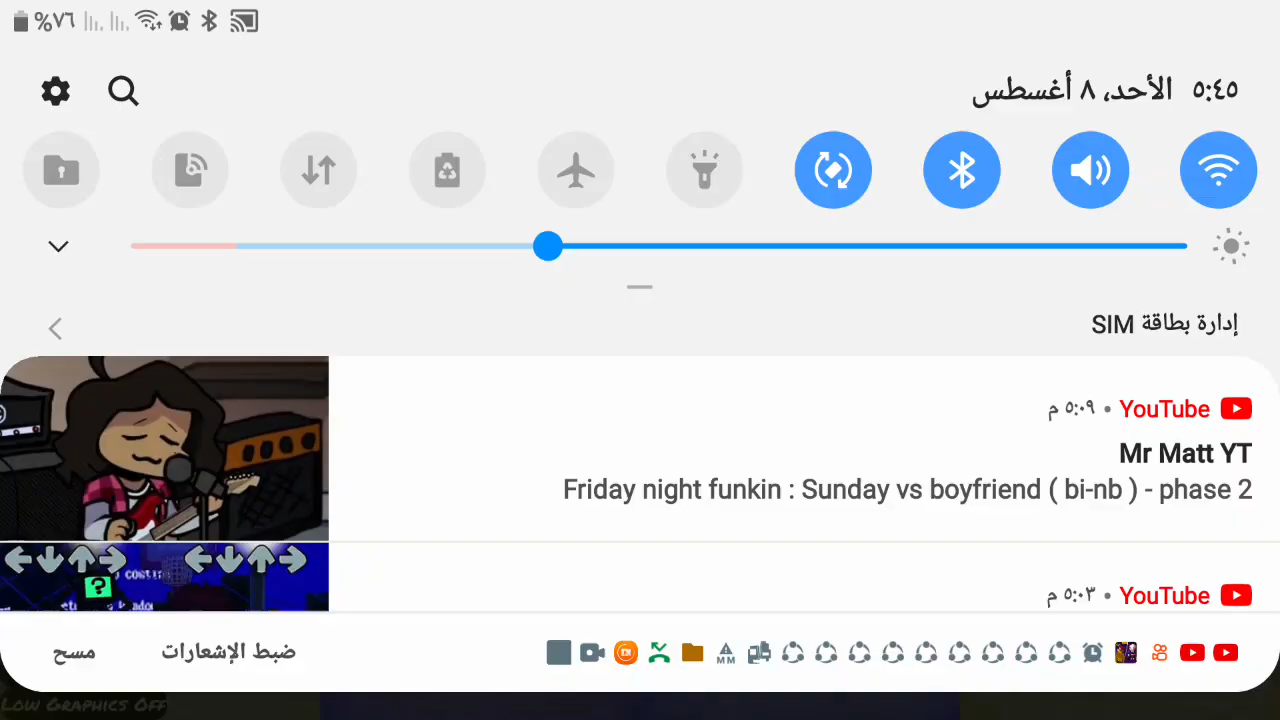 %٧٦
٥:٤٥ الأحد، ٨ أغسطس
إدارة بطاقة SIM
YouTube • ٥:٠٩ م
Mr Matt YT
Friday night funkin : Sunday vs boyfriend ( bi-nb ) - phase 2
YouTube • ٥:٠٣ م
ضبط الإشعارات
مسح
MM
Low Graphics Off